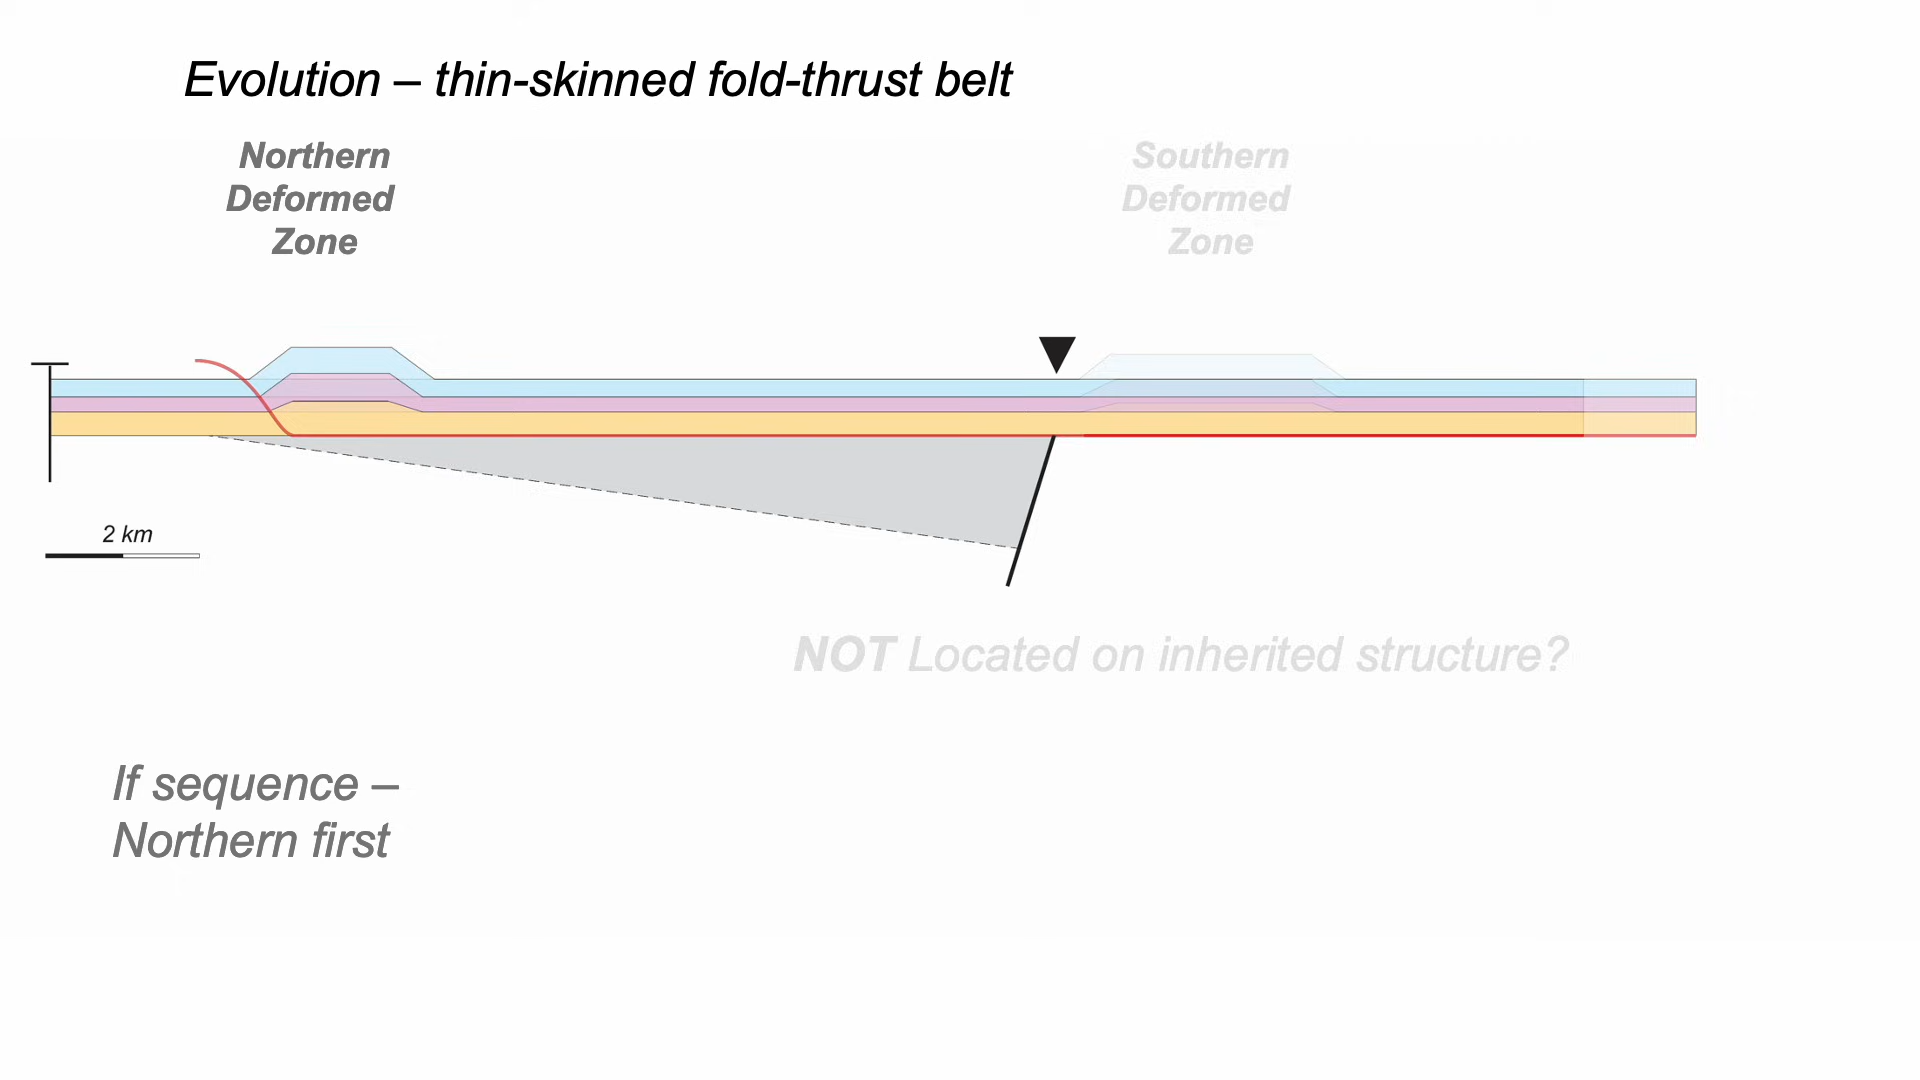 Evolution – thin-skinned fold-thrust belt
Northern
Deformed
Zone
Southern
Deformed
Zone
2 km
NOT Located on inherited structure?
If sequence –
Northern first